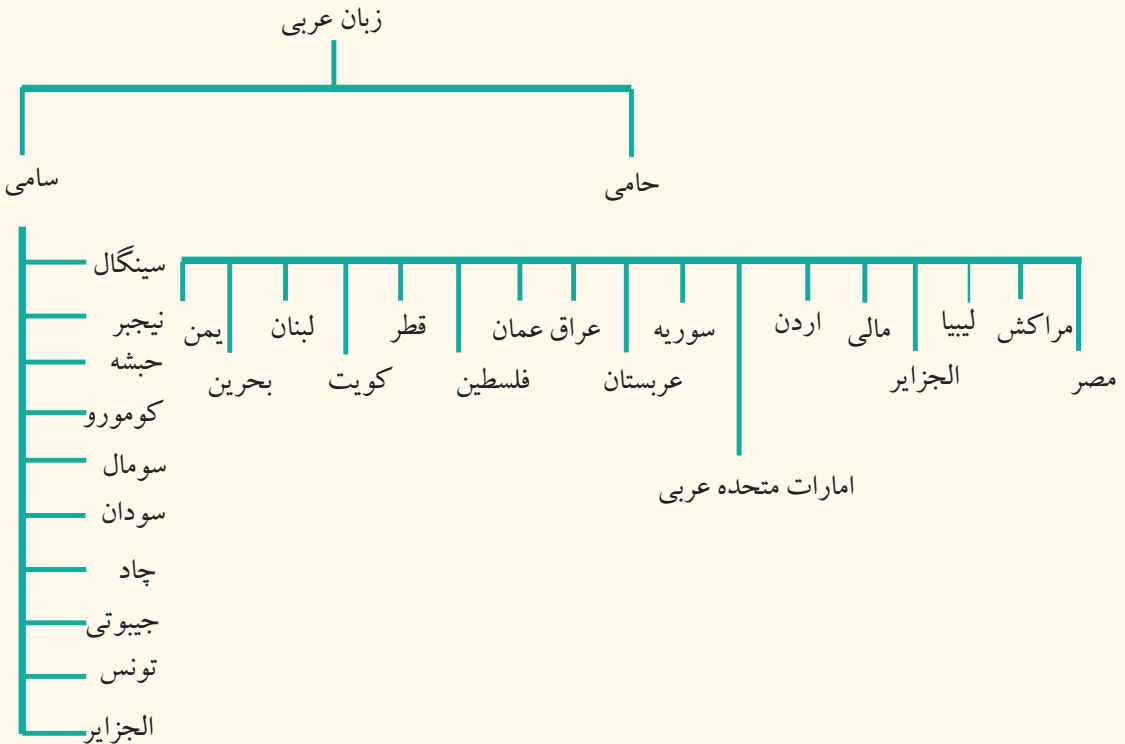 زبان عربی
حامی
سامی
مصر
مراکش
لیبیا
الجزایر
مالی
اردن
امارات متحده عربی
سوریه
عربستان
عراق
عمان
فلسطین
قطر
کویت
لبنان
بحرین
یمن
سینگال
نیجبر
حبشه
کومورو
سومال
سودان
چاد
جیبوتی
تونس
الجزایر